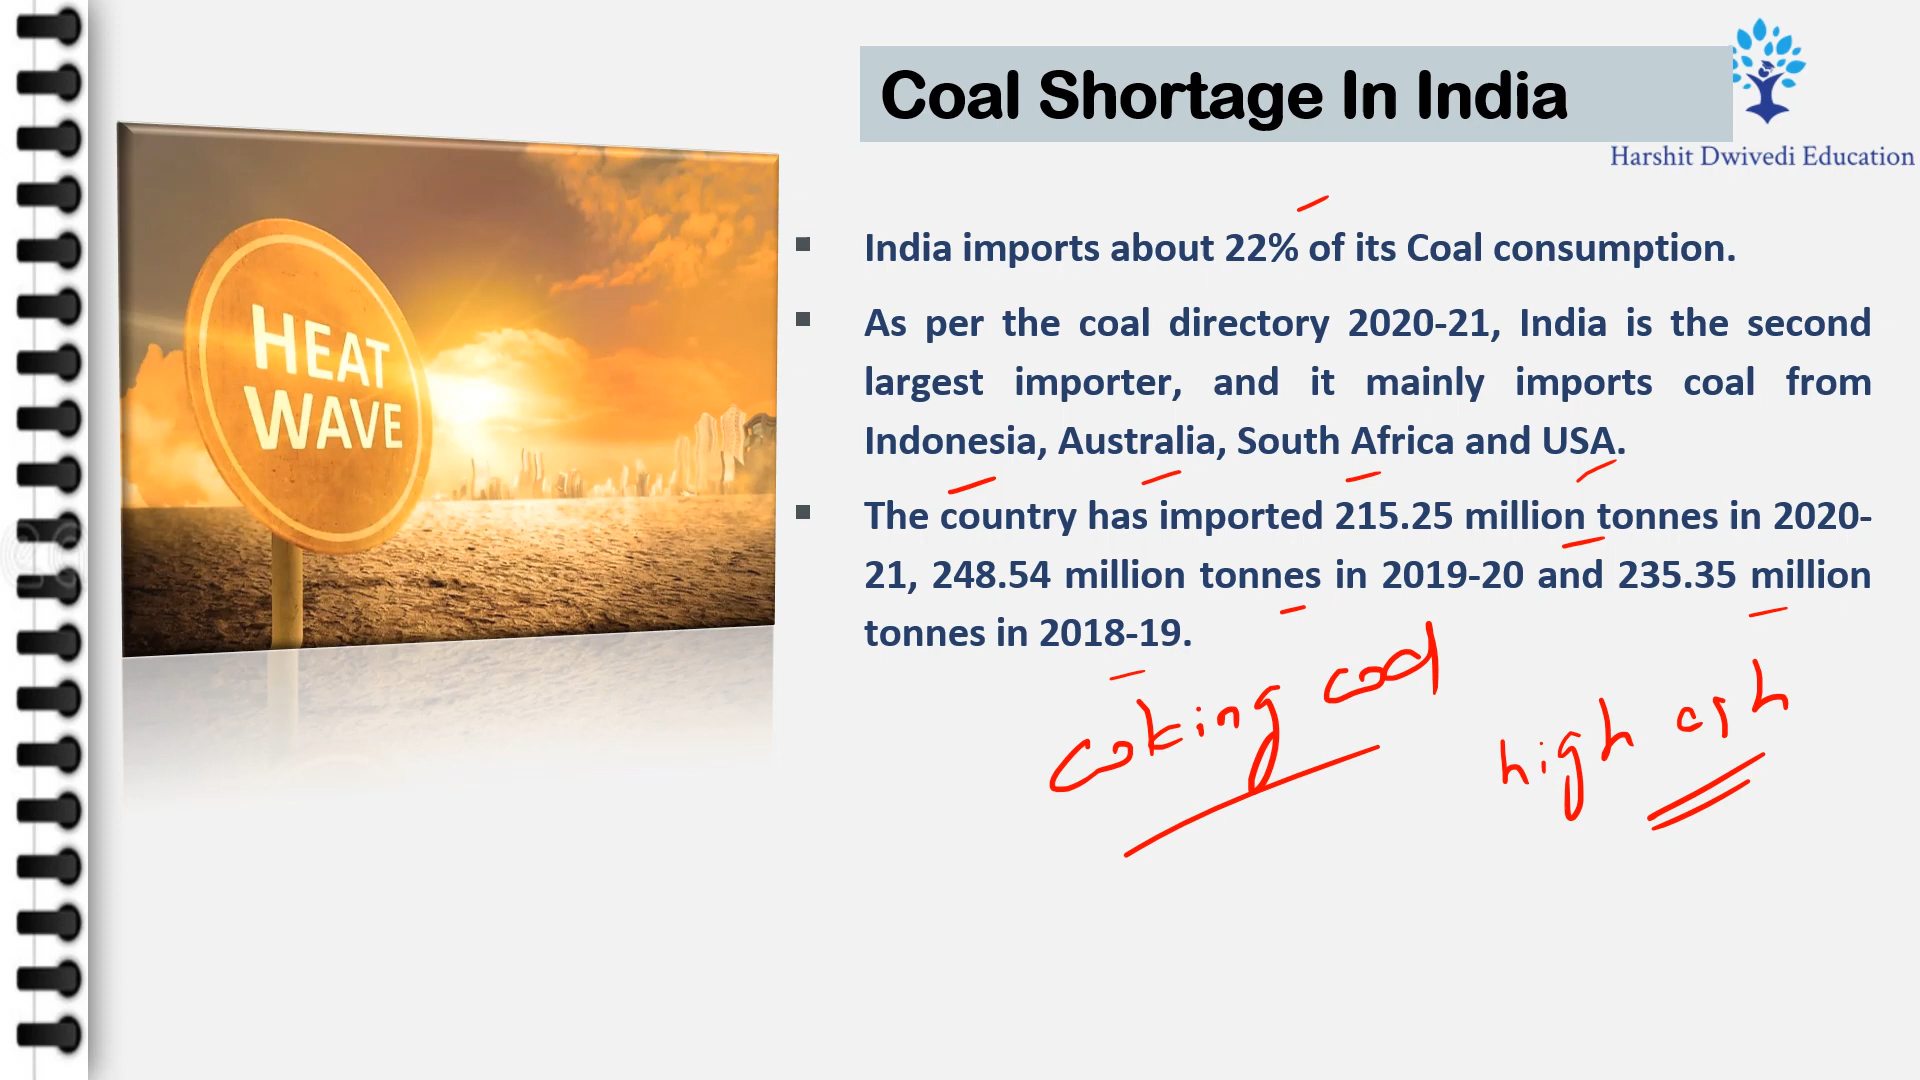 Coal Shortage In India
Harshit Dwivedi Education
HEAT
WAVE
▪ India imports about 22% of its Coal consumption.
▪ As per the coal directory 2020-21, India is the second
largest importer, and it mainly imports coal from
Indonesia, Australia, South Africa and USA.
▪ The country has imported 215.25 million tonnes in 2020-
21, 248.54 million tonnes in 2019-20 and 235.35 million
tonnes in 2018-19.
coking coal
high ash